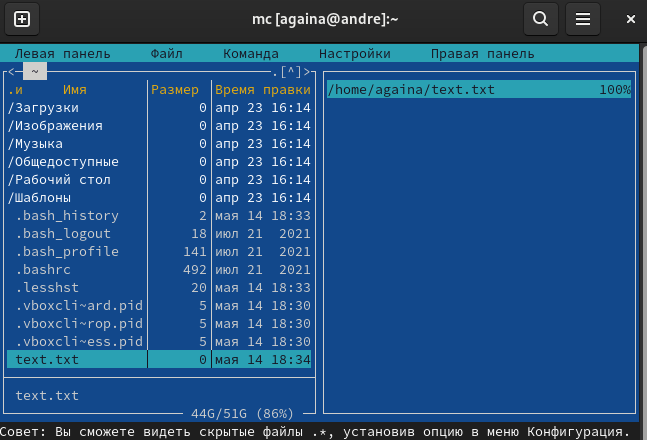 mc [againa@andre]:~
Левая панель Файл Команда Настройки Правая панель
<— ~ .[^]>
.и Имя Размер Время правки /home/againa/text.txt 100%
/Загрузки 0 апр 23 16:14
/Изображения 0 апр 23 16:14
/Музыка 0 апр 23 16:14
/Общедоступные 0 апр 23 16:14
/Рабочий стол 0 апр 23 16:14
/Шаблоны 0 апр 23 16:14
.bash_history 2 мая 14 18:33
.bash_logout 18 июл 21 2021
.bash_profile 141 июл 21 2021
.bashrc 492 июл 21 2021
.lesshst 20 мая 14 18:33
.vboxcli~ard.pid 5 мая 14 18:30
.vboxcli~rop.pid 5 мая 14 18:30
.vboxcli~ess.pid 5 мая 14 18:30
text.txt 0 мая 14 18:34
text.txt
44G/51G (86%)
Совет: Вы сможете видеть скрытые файлы .*, установив опцию в меню Конфигурация.